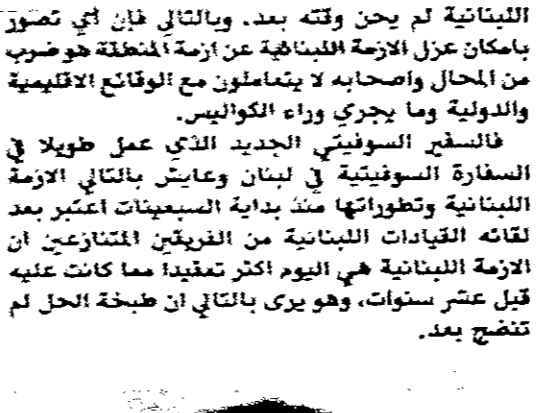 اللبنانية لم يحن وقته بعد. وبالتالي فإن اي تصور
بامكان عزل الازمة اللبنانية عن ازمة المنطقة هو ضرب
من المحال واصحابه لا يتعاملون مع الوقائع الاقليمية
والدولية وما يجري وراء الكواليس.
فالسفير السوفيتي الجديد الذي عمل طويلا في
السفارة السوفيتية في لبنان وعايش بالتالي الازمة
اللبنانية وتطوراتها منذ بداية السبعينات اعتبر بعد
لقائه القيادات اللبنانية من الفريقين المتنازعين ان
الازمة اللبنانية هي اليوم اكثر تعقيدا مما كانت عليه
قبل عشر سنوات، وهو يرى بالتالي ان طبخة الحل لم
تنضج بعد.